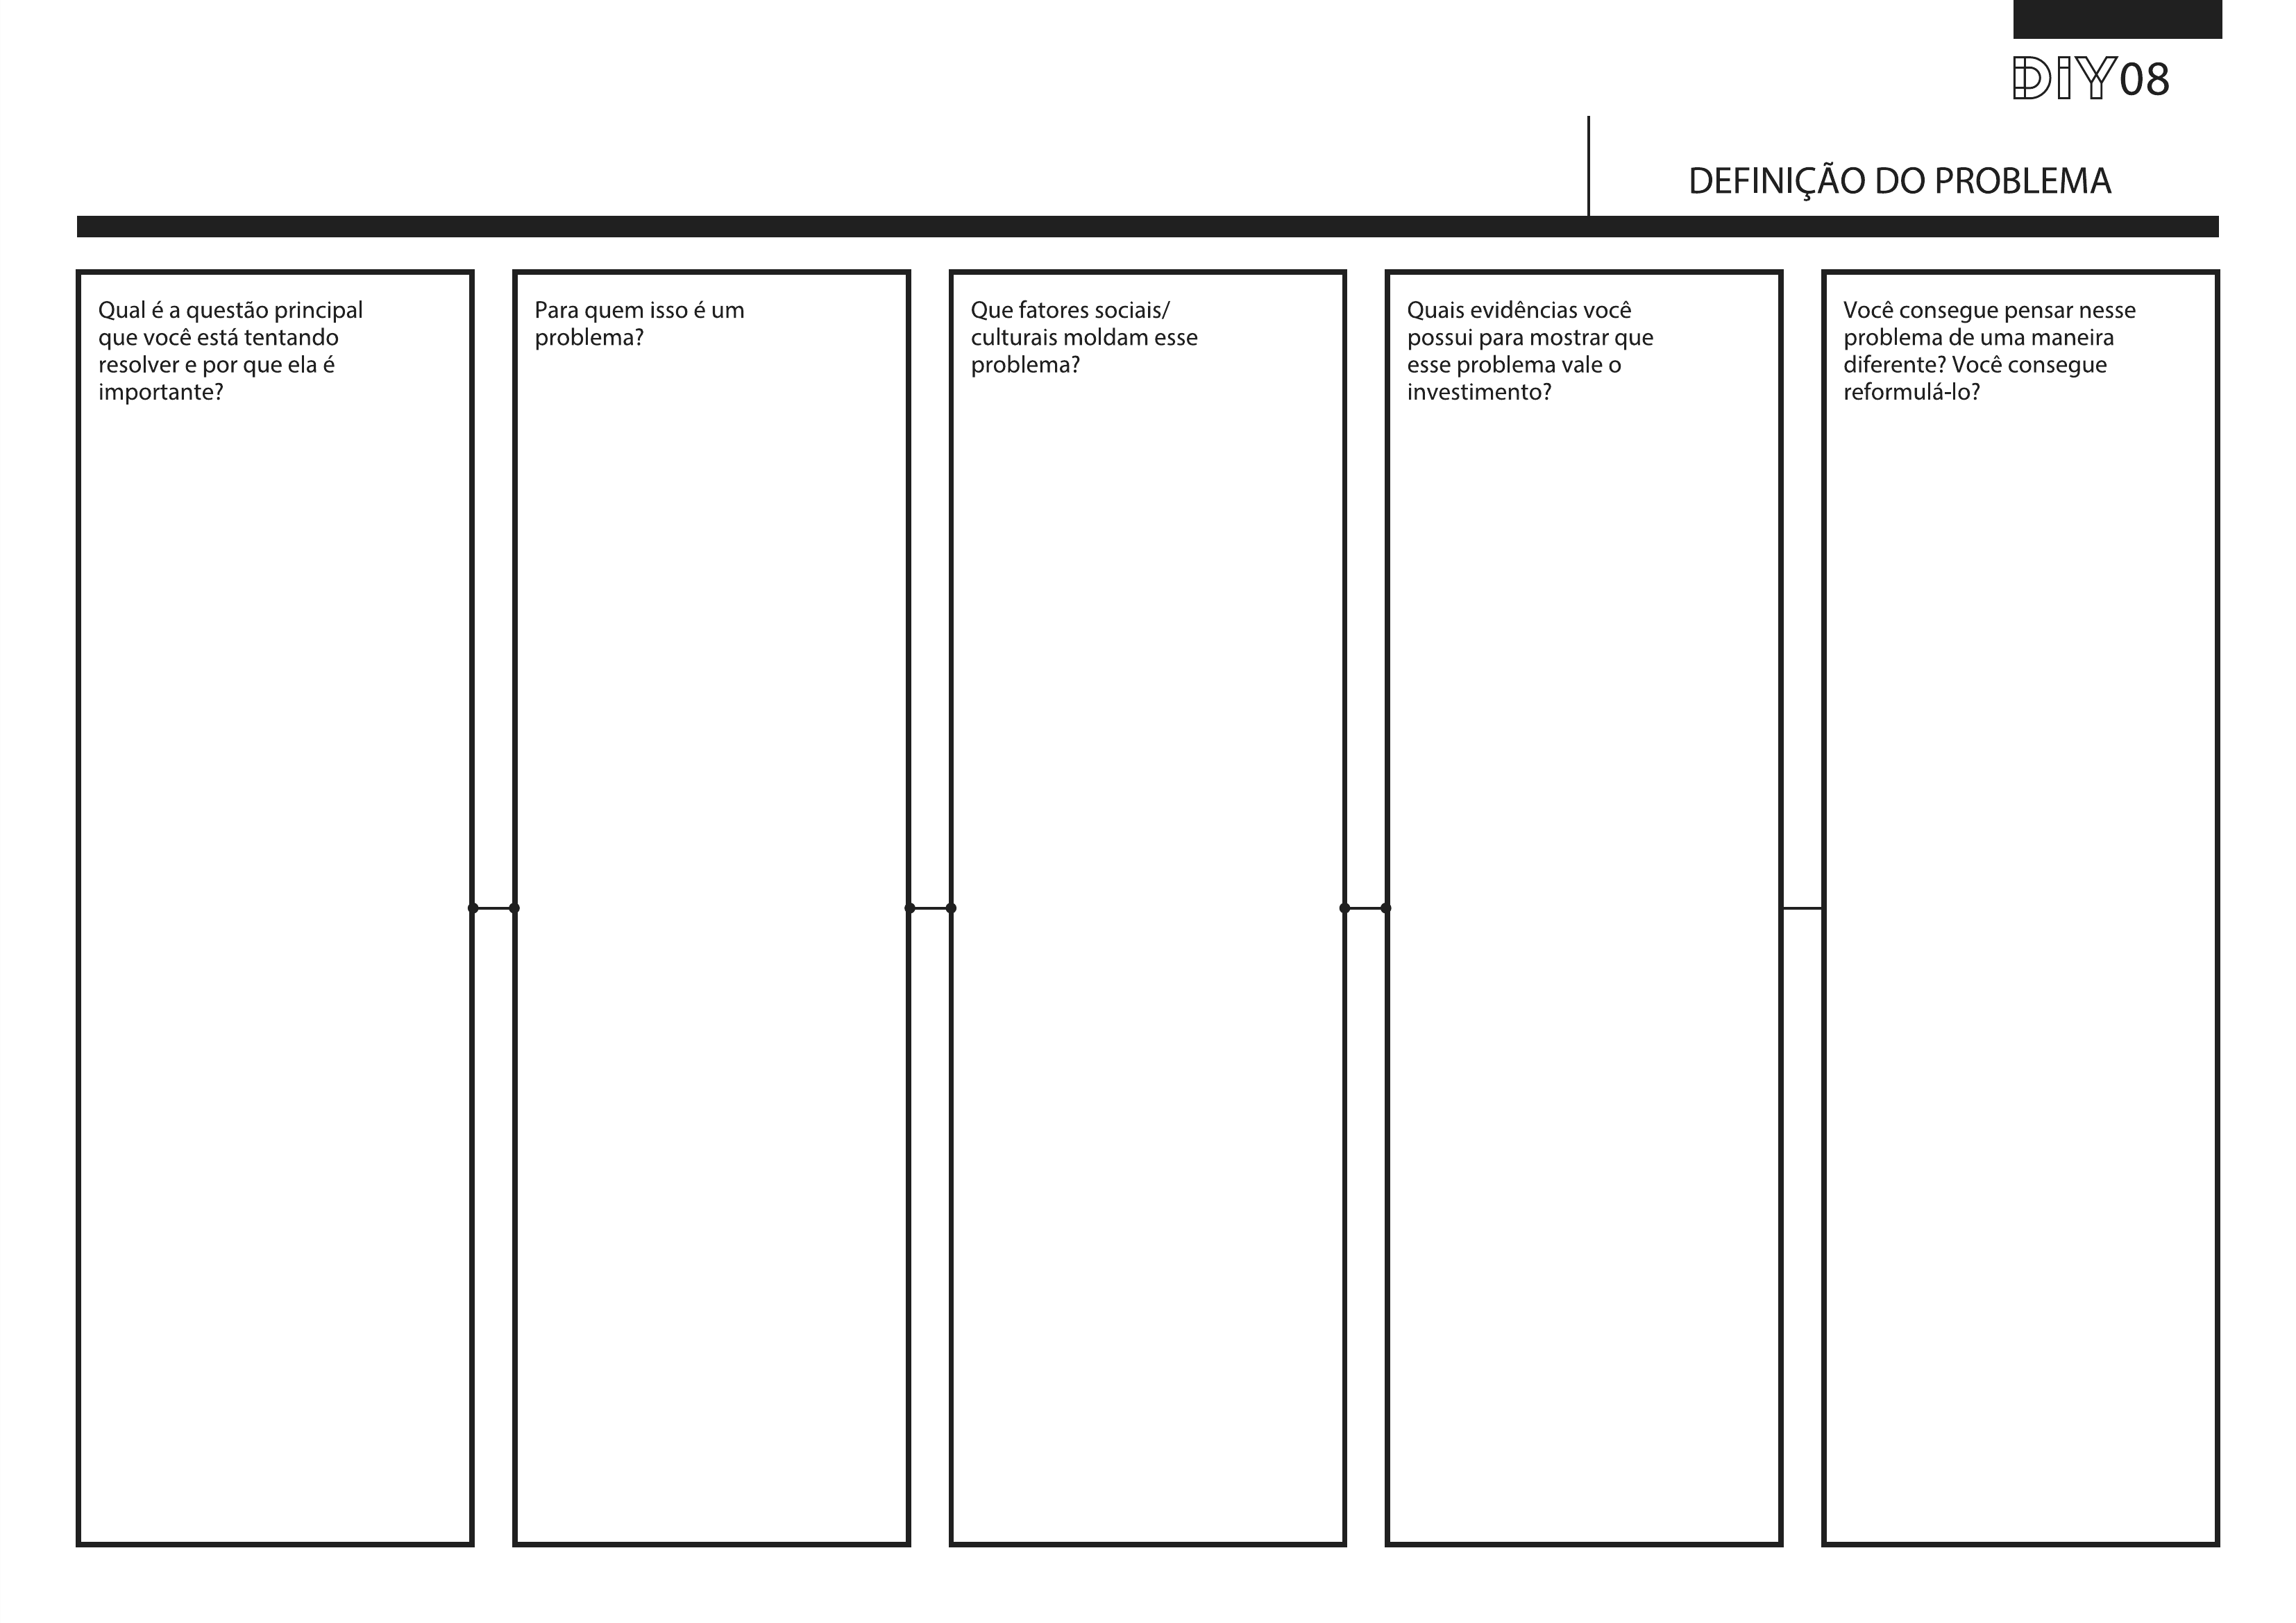 DIY08
DEFINIÇÃO DO PROBLEMA
Qual é a questão principal
que você está tentando
resolver e por que ela é
importante?
Para quem isso é um
problema?
Que fatores sociais/
culturais moldam esse
problema?
Quais evidências você
possui para mostrar que
esse problema vale o
investimento?
Você consegue pensar nesse
problema de uma maneira
diferente? Você consegue
reformulá-lo?